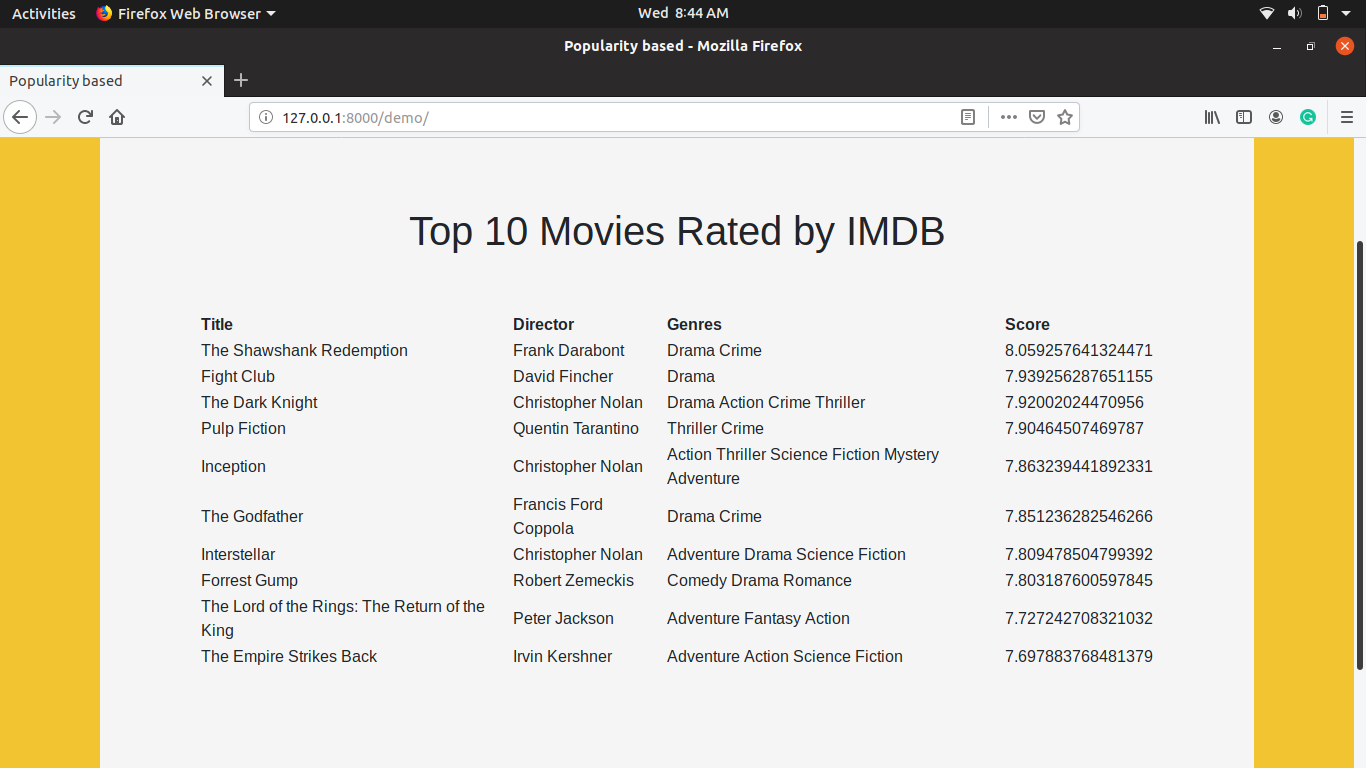 Activities Firefox Web Browser Wed 8:44 AM
Popularity based - Mozilla Firefox
Popularity based
127.0.0.1:8000/demo/
Top 10 Movies Rated by IMDB
Title Director Genres Score
The Shawshank Redemption Frank Darabont Drama Crime 8.059257641324471
Fight Club David Fincher Drama 7.939256287651155
The Dark Knight Christopher Nolan Drama Action Crime Thriller 7.92002024470956
Pulp Fiction Quentin Tarantino Thriller Crime 7.90464507469787
Inception Christopher Nolan Action Thriller Science Fiction Mystery
Adventure 7.863239441892331
The Godfather Francis Ford
Coppola Drama Crime 7.851236282546266
Interstellar Christopher Nolan Adventure Drama Science Fiction 7.809478504799392
Forrest Gump Robert Zemeckis Comedy Drama Romance 7.803187600597845
The Lord of the Rings: The Return of the
King Peter Jackson Adventure Fantasy Action 7.727242708321032
The Empire Strikes Back Irvin Kershner Adventure Action Science Fiction 7.697883768481379